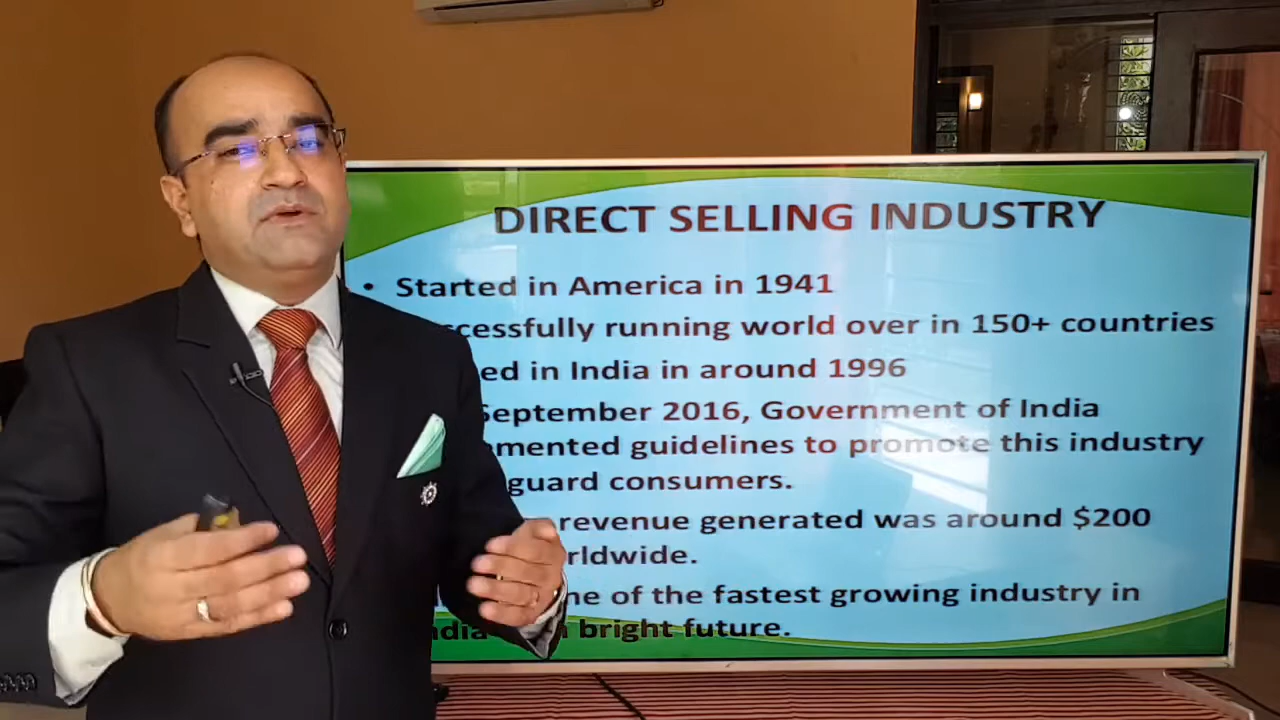 DIRECT SELLING INDUSTRY
• Started in America in 1941
cessfully running world over in 150+ countries
ed in India in around 1996
September 2016, Government of India
mented guidelines to promote this industry
guard consumers.
revenue generated was around $200
rldwide.
ne of the fastest growing industry in
ndia bright future.